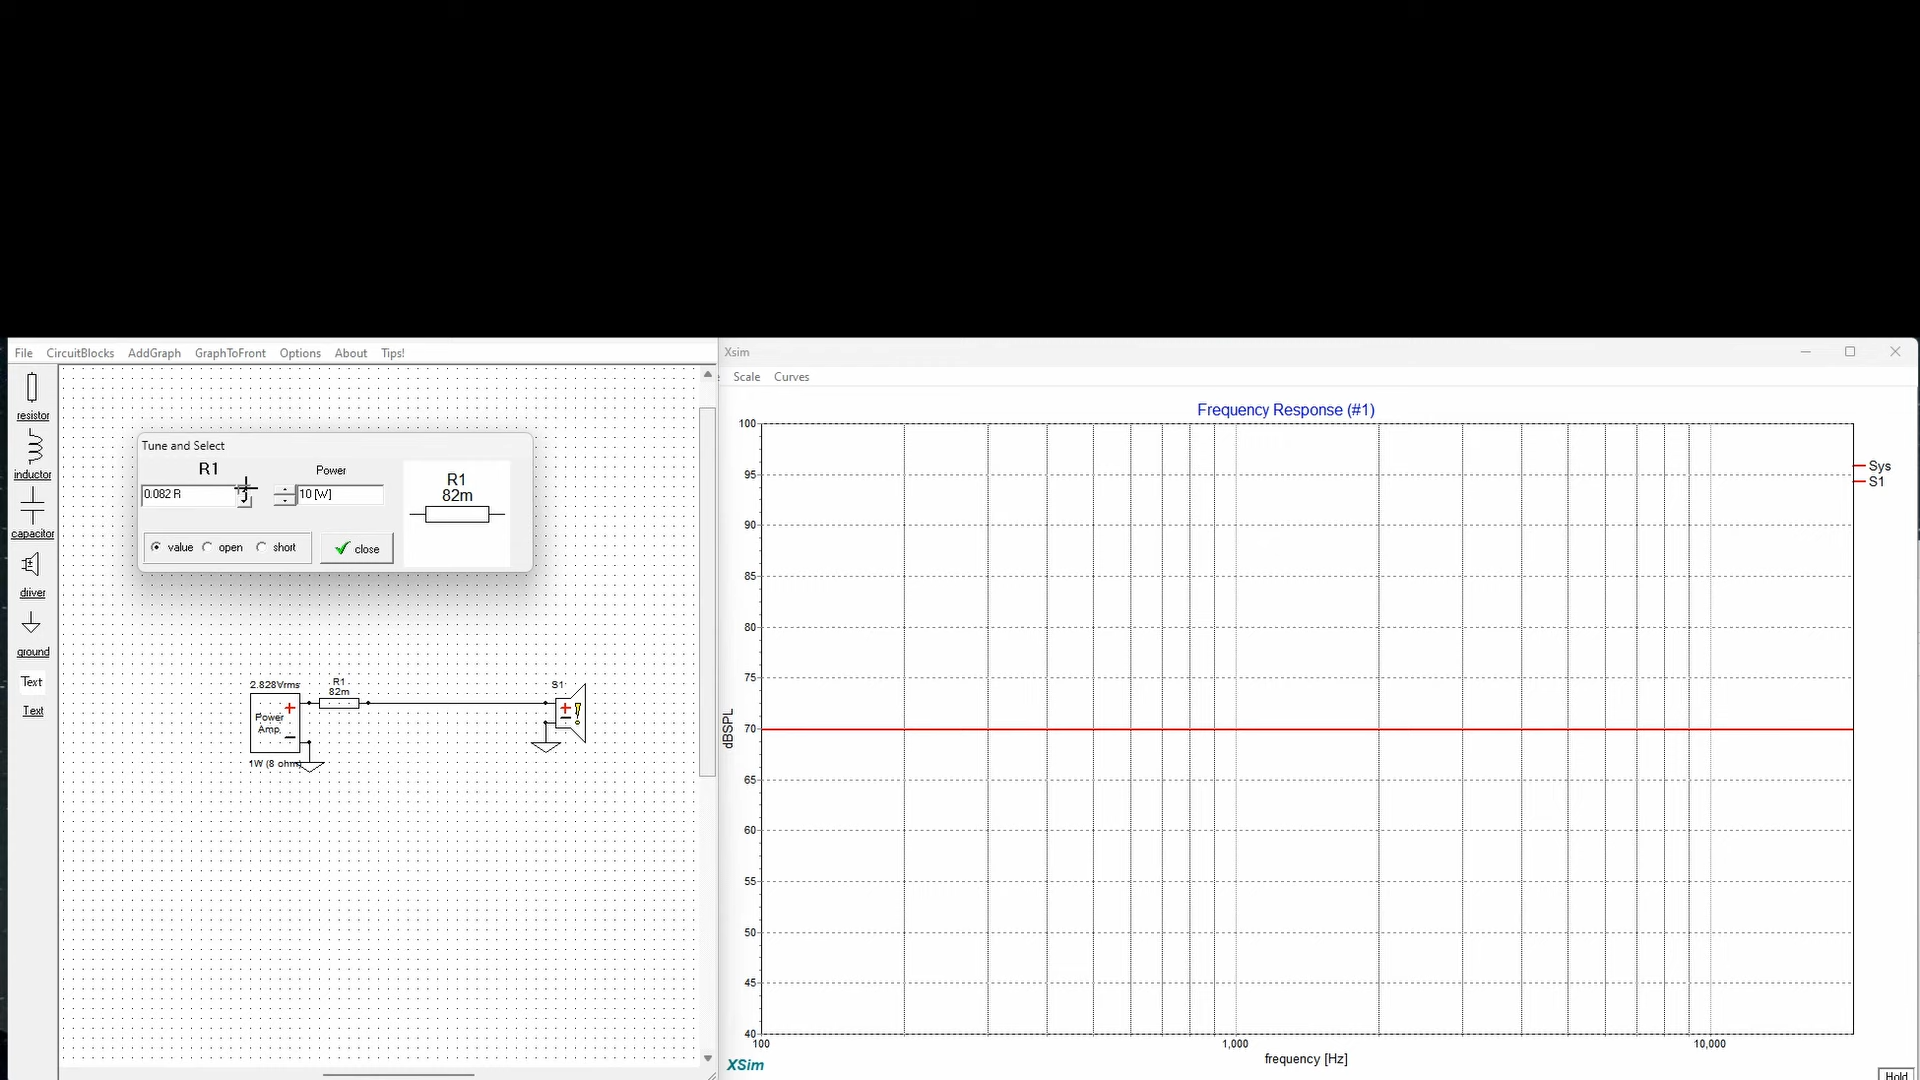 File CircuitBlocks AddGraph GraphToFront Options About Tips!
resistor
inductor
capacitor
driver
ground
Text
Text
Tune and Select
R1
Power
0.082 R
10 [W]
value open short
close
R1
82m
2.828Vrms
R1
82m
S1
Power
Amp
1W (8 ohm)
Xsim
Scale Curves
Frequency Response (#1)
100
95
90
85
80
75
70
65
60
55
50
45
40
dBSPL
100 1,000 10,000
frequency [Hz]
Sys
S1
XSim
Hold